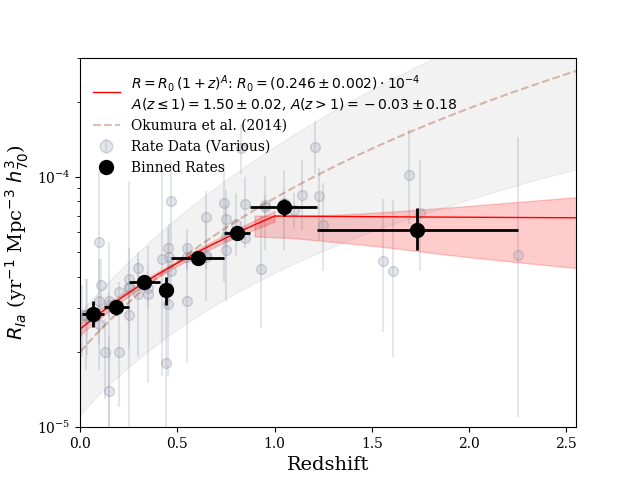 R = R₀ (1 + z)ᴬ: R₀ = (0.246 ± 0.002) · 10⁻⁴
A(z ≤ 1) = 1.50 ± 0.02, A(z > 1) = −0.03 ± 0.18
Okumura et al. (2014)
Rate Data (Various)
Binned Rates
R_{Ia} (yr⁻¹ Mpc⁻³ h³₇₀)
10⁻⁴
10⁻⁵
0.0 0.5 1.0 1.5 2.0 2.5
Redshift